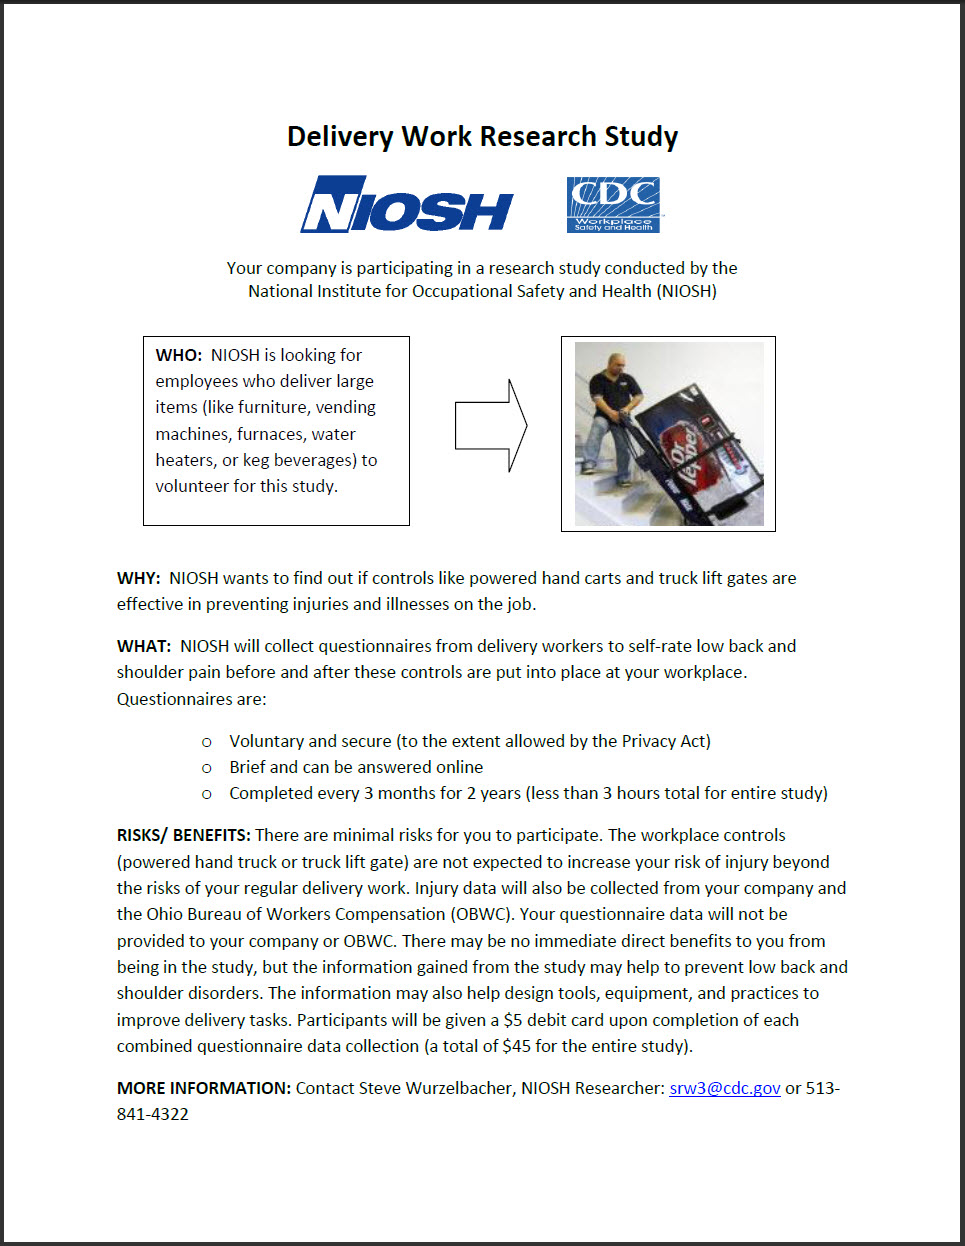 Delivery Work Research Study
NIOSH
CDC
Workplace
Safety and Health
Your company is participating in a research study conducted by the
National Institute for Occupational Safety and Health (NIOSH)
WHO:  NIOSH is looking for
employees who deliver large
items (like furniture, vending
machines, furnaces, water
heaters, or keg beverages) to
volunteer for this study.
Dr Pepper
WHY:  NIOSH wants to find out if controls like powered hand carts and truck lift gates are
effective in preventing injuries and illnesses on the job.
WHAT:  NIOSH will collect questionnaires from delivery workers to self-rate low back and
shoulder pain before and after these controls are put into place at your workplace.
Questionnaires are:
o Voluntary and secure (to the extent allowed by the Privacy Act)
o Brief and can be answered online
o Completed every 3 months for 2 years (less than 3 hours total for entire study)
RISKS/ BENEFITS: There are minimal risks for you to participate. The workplace controls
(powered hand truck or truck lift gate) are not expected to increase your risk of injury beyond
the risks of your regular delivery work. Injury data will also be collected from your company and
the Ohio Bureau of Workers Compensation (OBWC). Your questionnaire data will not be
provided to your company or OBWC. There may be no immediate direct benefits to you from
being in the study, but the information gained from the study may help to prevent low back and
shoulder disorders. The information may also help design tools, equipment, and practices to
improve delivery tasks. Participants will be given a $5 debit card upon completion of each
combined questionnaire data collection (a total of $45 for the entire study).
MORE INFORMATION: Contact Steve Wurzelbacher, NIOSH Researcher: srw3@cdc.gov or 513-
841-4322